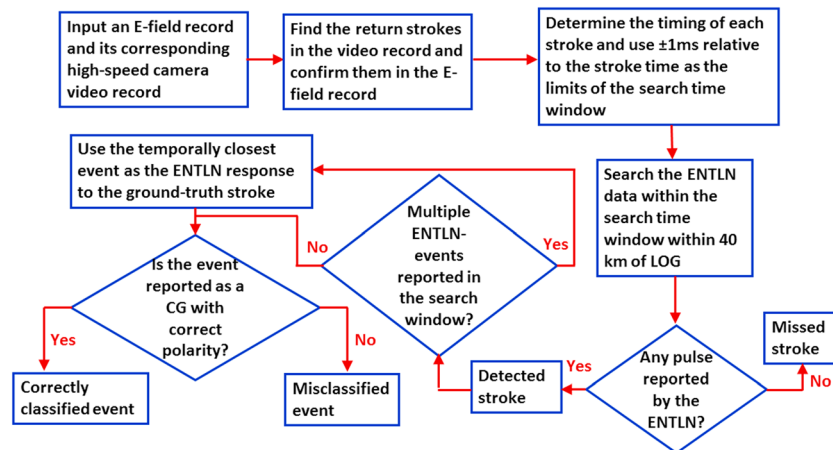 Input an E-field record
and its corresponding
high-speed camera
video record
Find the return strokes
in the video record and
confirm them in the E-
field record
Determine the timing of each
stroke and use ±1ms relative
to the stroke time as the
limits of the search time
window
Search the ENTLN
data within the
search time
window within 40
km of LOG
Any pulse
reported
by the
ENTLN?
No
Missed
stroke
Yes
Detected
stroke
Multiple
ENTLN-
events
reported in
the search
window?
Yes
No
Use the temporally closest
event as the ENTLN response
to the ground-truth stroke
Is the event
reported as a
CG with
correct
polarity?
Yes
No
Correctly
classified event
Misclassified
event